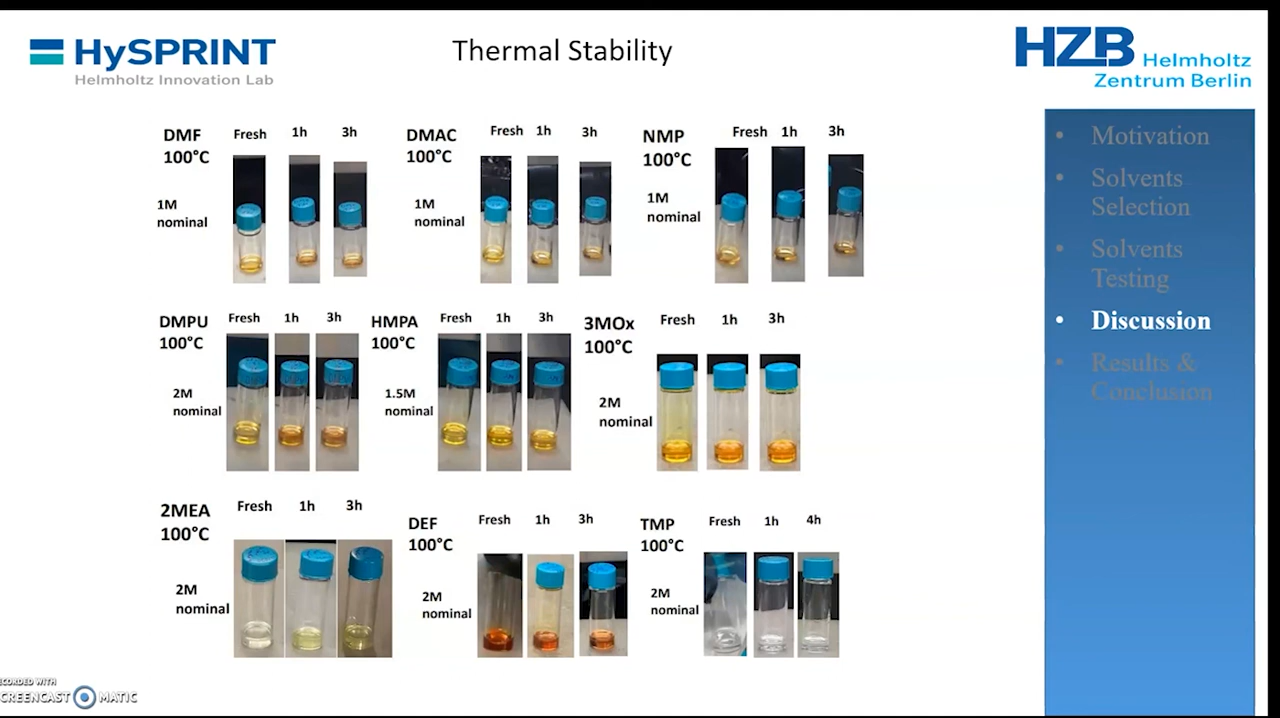 HySPRINT
Helmholtz Innovation Lab
Thermal Stability
HZB Helmholtz
Zentrum Berlin
DMF
100°C
Fresh
1h
3h
1M
nominal
DMAC
100°C
Fresh
1h
3h
1M
nominal
NMP
100°C
Fresh
1h
3h
1M
nominal
DMPU
100°C
Fresh
1h
3h
2M
nominal
HMPA
100°C
Fresh
1h
3h
1.5M
nominal
3MOx
100°C
Fresh
1h
3h
2M
nominal
2MEA
100°C
Fresh
1h
3h
2M
nominal
DEF
100°C
Fresh
1h
3h
2M
nominal
TMP
100°C
Fresh
1h
4h
2M
nominal
• Motivation
• Solvents
Selection
• Solvents
Testing
• Discussion
• Results &
Conclusion
ECORDED WITH
CREENCAST MATIC